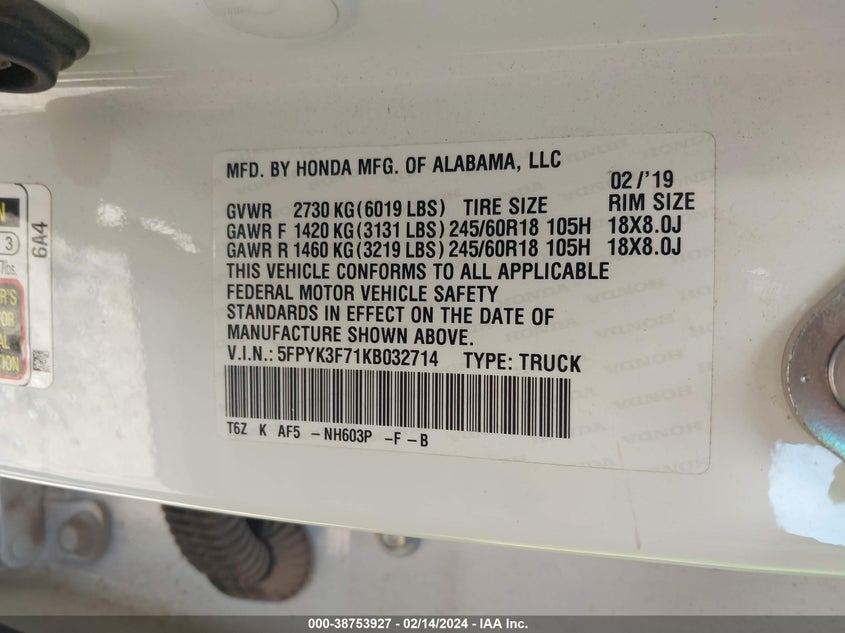 MFD. BY HONDA MFG. OF ALABAMA, LLC
02/'19
GVWR 2730 KG(6019 LBS) TIRE SIZE RIM SIZE
GAWR F 1420 KG(3131 LBS) 245/60R18 105H 18X8.0J
GAWR R 1460 KG(3219 LBS) 245/60R18 105H 18X8.0J
THIS VEHICLE CONFORMS TO ALL APPLICABLE
FEDERAL MOTOR VEHICLE SAFETY
STANDARDS IN EFFECT ON THE DATE OF
MANUFACTURE SHOWN ABOVE.
V.I.N.: 5FPYK3F71KB032714 TYPE: TRUCK
T6Z K AF5 -NH603P -F-B
3
6A4
7lbs.
000-38753927 - 02/14/2024 - IAA Inc.